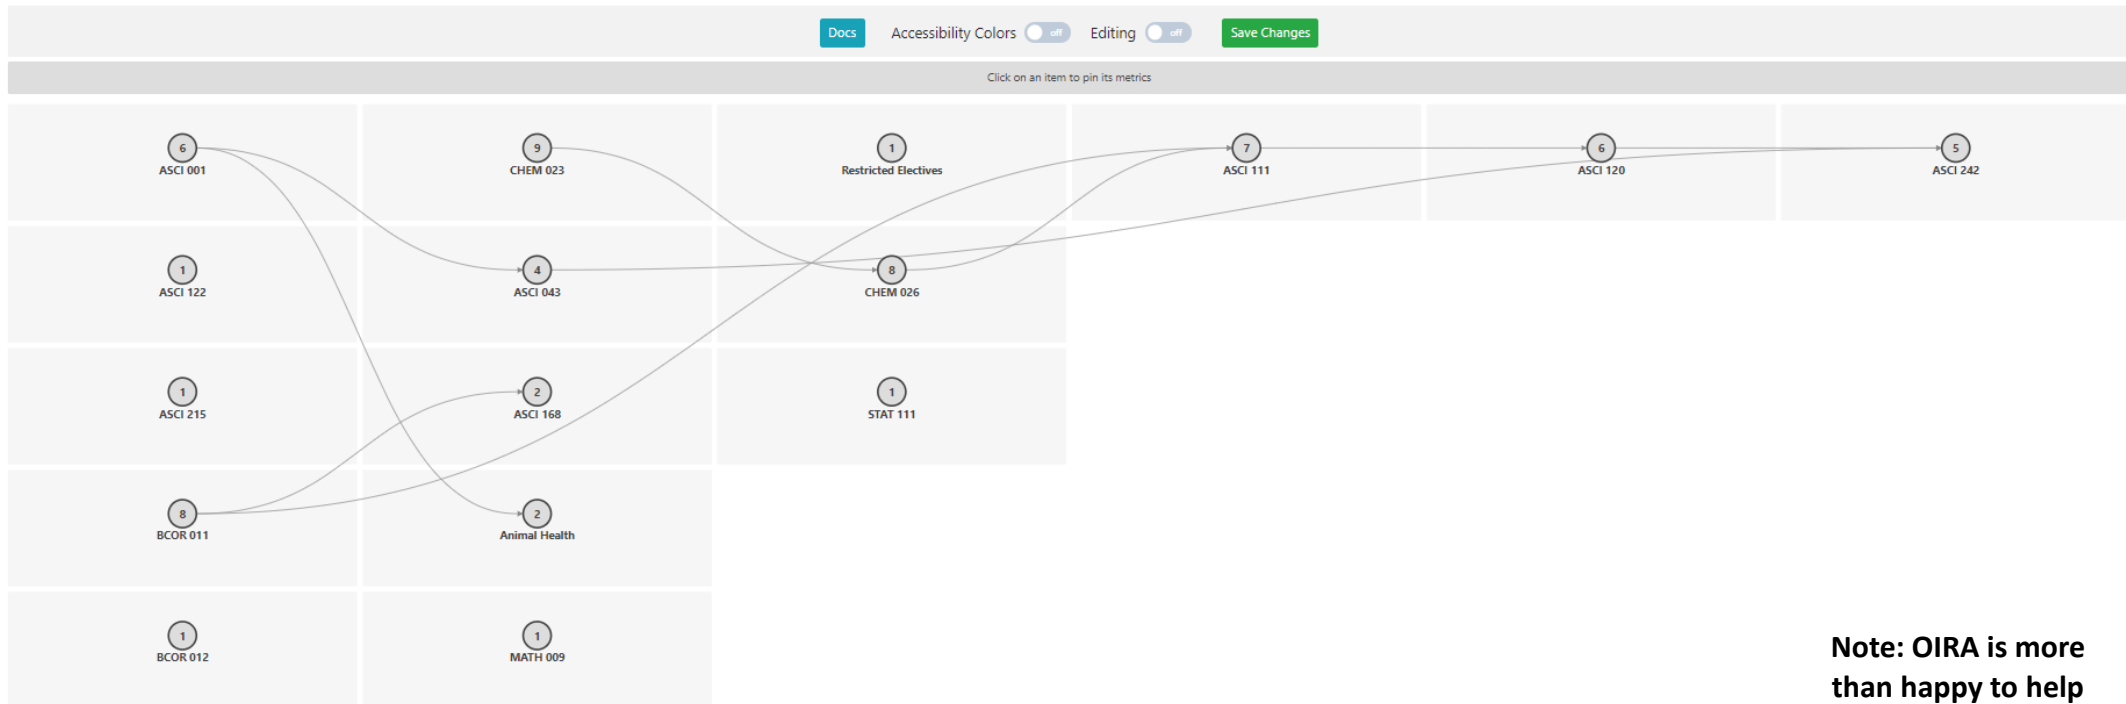 Docs Accessibility Colors off Editing off Save Changes
Click on an item to pin its metrics
6 9 1 7 6 5
ASCI 001 CHEM 023 Restricted Electives ASCI 111 ASCI 120 ASCI 242
1 4 8
ASCI 122 ASCI 043 CHEM 026
1 2 1
ASCI 215 ASCI 168 STAT 111
8 2
BCOR 011 Animal Health
1 1
BCOR 012 MATH 009
Note: OIRA is more
than happy to help